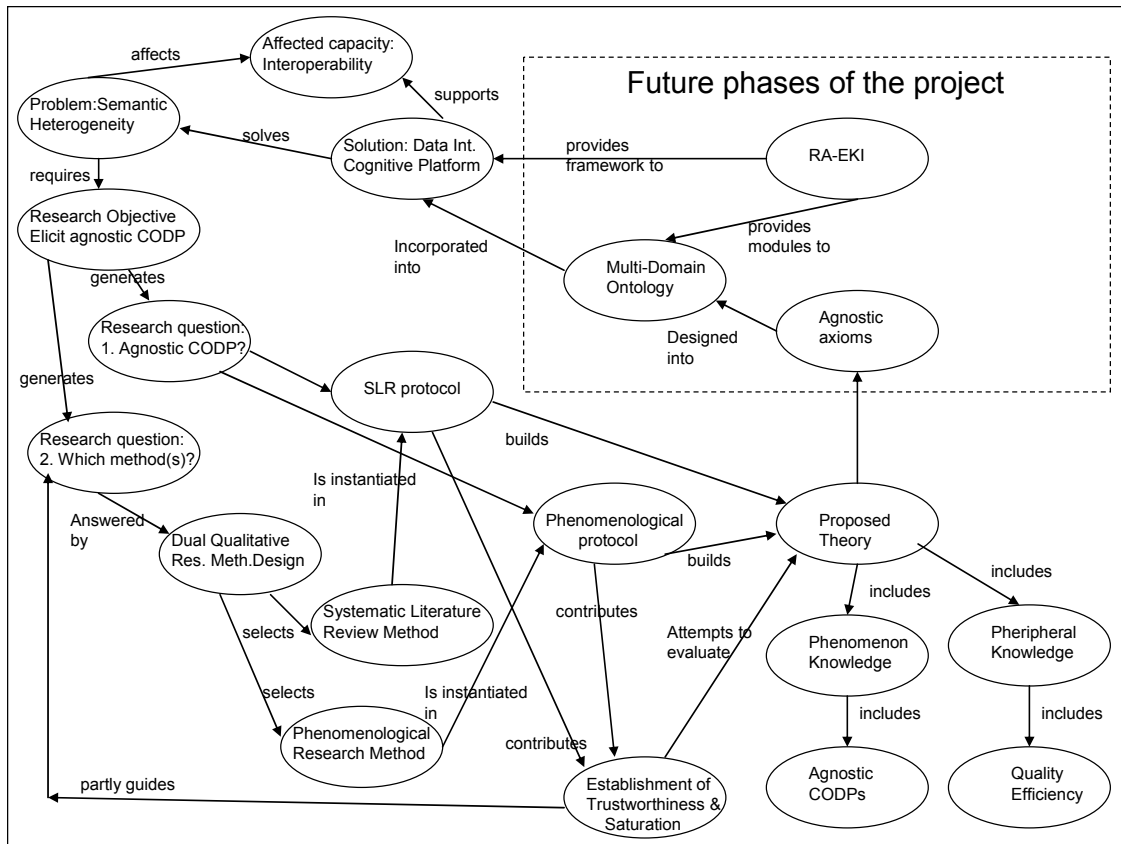 Affected capacity:
Interoperability
affects
Future phases of the project
Problem:Semantic
Heterogeneity
supports
solves
Solution: Data Int.
Cognitive Platform
provides
framework to
RA-EKI
requires
Research Objective
Elicit agnostic CODP
Incorporated
into
provides
modules to
generates
Multi-Domain
Ontology
Research question:
1. Agnostic CODP?
Designed
into
Agnostic
axioms
generates
SLR protocol
Research question:
2. Which method(s)?
builds
Is instantiated
in
Answered
by
Phenomenological
protocol
Proposed
Theory
Dual Qualitative
Res. Meth.Design
builds
includes
includes
Systematic Literature
Review Method
contributes
selects
Attempts to
evaluate
Phenomenon
Knowledge
Pheripheral
Knowledge
selects
Is instantiated
in
Phenomenological
Research Method
includes
includes
contributes
partly guides
Establishment of
Trustworthiness &
Saturation
Agnostic
CODPs
Quality
Efficiency